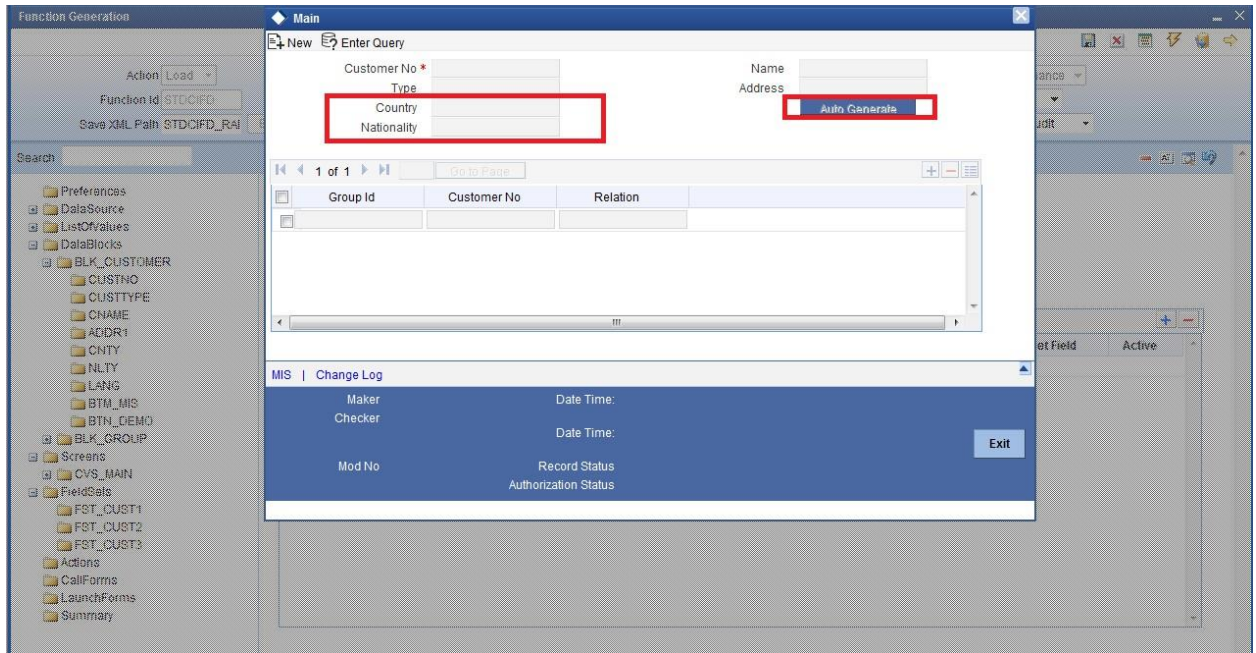 Function Generation
Main
New Enter Query
Action Load
Function Id STDCIFD
Save XML Path STDCIFD_RAI
Customer No *
Type
Country
Nationality
Name
Address
Auto Generate
Search
1 of 1 Go to Page
Group Id Customer No Relation
Preferences
DataSource
ListOfValues
DataBlocks
BLK_CUSTOMER
CUSTNO
CUSTTYPE
CNAME
ADDR1
CNTY
NLTY
LANG
BTM_MIS
BTN_DEMO
BLK_GROUP
Screens
CVS_MAIN
FieldSets
FST_CUST1
FST_CUST2
FST_CUST3
Actions
CallForms
LaunchForms
Summary
et Field Active
MIS | Change Log
Maker Date Time:
Checker
Date Time:
Exit
Mod No Record Status
Authorization Status